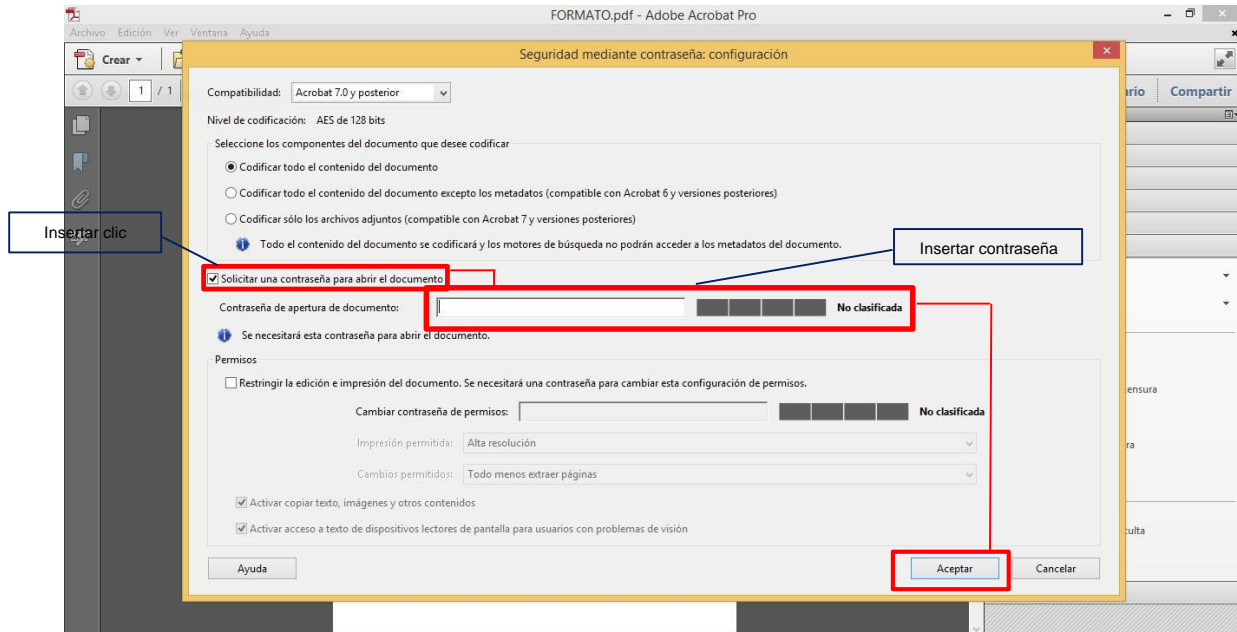 FORMATO.pdf - Adobe Acrobat Pro
Archivo Edición Ver Ventana Ayuda
Crear
Seguridad mediante contraseña: configuración
1 / 1
Compartir
Compatibilidad: Acrobat 7.0 y posterior
Nivel de codificación: AES de 128 bits
Seleccione los componentes del documento que desee codificar
Codificar todo el contenido del documento
Codificar todo el contenido del documento excepto los metadatos (compatible con Acrobat 6 y versiones posteriores)
Codificar sólo los archivos adjuntos (compatible con Acrobat 7 y versiones posteriores)
Insertar clic
Todo el contenido del documento se codificará y los motores de búsqueda no podrán acceder a los metadatos del documento.
Insertar contraseña
Solicitar una contraseña para abrir el documento
Contraseña de apertura de documento: No clasificada
Se necesitará esta contraseña para abrir el documento.
Permisos
Restringir la edición e impresión del documento. Se necesitará una contraseña para cambiar esta configuración de permisos.
Cambiar contraseña de permisos: No clasificada
Impresión permitida: Alta resolución
Cambios permitidos: Todo menos extraer páginas
Activar copiar texto, imágenes y otros contenidos
Activar acceso a texto de dispositivos lectores de pantalla para usuarios con problemas de visión
Ayuda Aceptar Cancelar